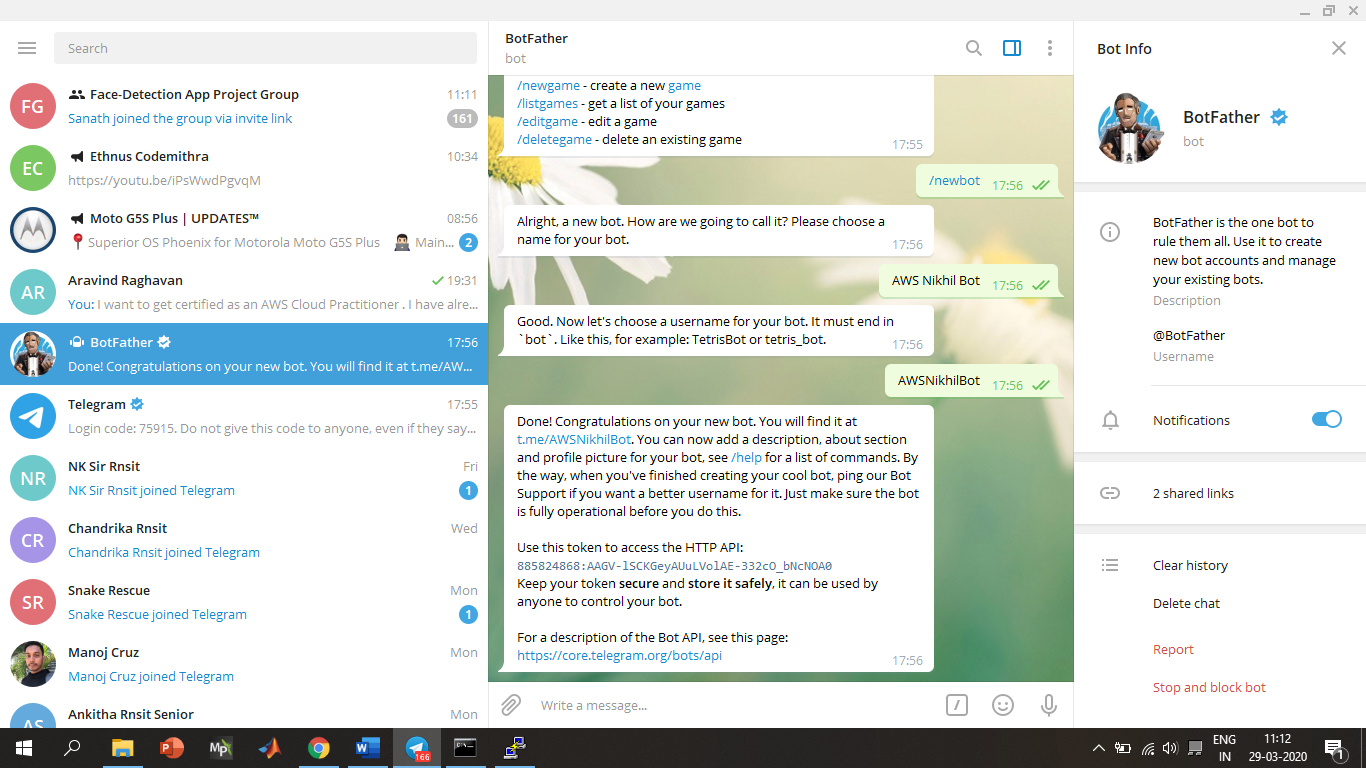 Search
FG
Face-Detection App Project Group
11:11
Sanath joined the group via invite link
161
EC
Ethnus Codemithra
10:34
https://youtu.be/iPsWwdPgvqM
Moto G5S Plus | UPDATES™
08:56
Superior OS Phoenix for Motorola Moto G5S Plus
Main...
2
AR
Aravind Raghavan
19:31
You: I want to get certified as an AWS Cloud Practitioner . I have alre...
BotFather
17:56
Done! Congratulations on your new bot. You will find it at t.me/AW...
Telegram
17:55
Login code: 75915. Do not give this code to anyone, even if they say...
NR
NK Sir Rnsit
Fri
NK Sir Rnsit joined Telegram
1
CR
Chandrika Rnsit
Wed
Chandrika Rnsit joined Telegram
SR
Snake Rescue
Mon
Snake Rescue joined Telegram
1
Manoj Cruz
Mon
Manoj Cruz joined Telegram
AS
Ankitha Rnsit Senior
Mon
BotFather
bot
/newgame - create a new game
/listgames - get a list of your games
/editgame - edit a game
/deletegame - delete an existing game
17:55
/newbot 17:56
Alright, a new bot. How are we going to call it? Please choose a
name for your bot.
17:56
AWS Nikhil Bot 17:56
Good. Now let's choose a username for your bot. It must end in
`bot`. Like this, for example: TetrisBot or tetris_bot.
17:56
AWSNikhilBot 17:56
Done! Congratulations on your new bot. You will find it at
t.me/AWSNikhilBot. You can now add a description, about section
and profile picture for your bot, see /help for a list of commands. By
the way, when you've finished creating your cool bot, ping our Bot
Support if you want a better username for it. Just make sure the bot
is fully operational before you do this.
Use this token to access the HTTP API:
885824868:AAGV-lSCKGeyAUuLVolAE-332cO_bNcNOA0
Keep your token secure and store it safely, it can be used by
anyone to control your bot.
For a description of the Bot API, see this page:
https://core.telegram.org/bots/api
17:56
Write a message...
Bot Info
BotFather
bot
BotFather is the one bot to
rule them all. Use it to create
new bot accounts and manage
your existing bots.
Description
@BotFather
Username
Notifications
2 shared links
Clear history
Delete chat
Report
Stop and block bot
166
ENG
IN
11:12
29-03-2020
1